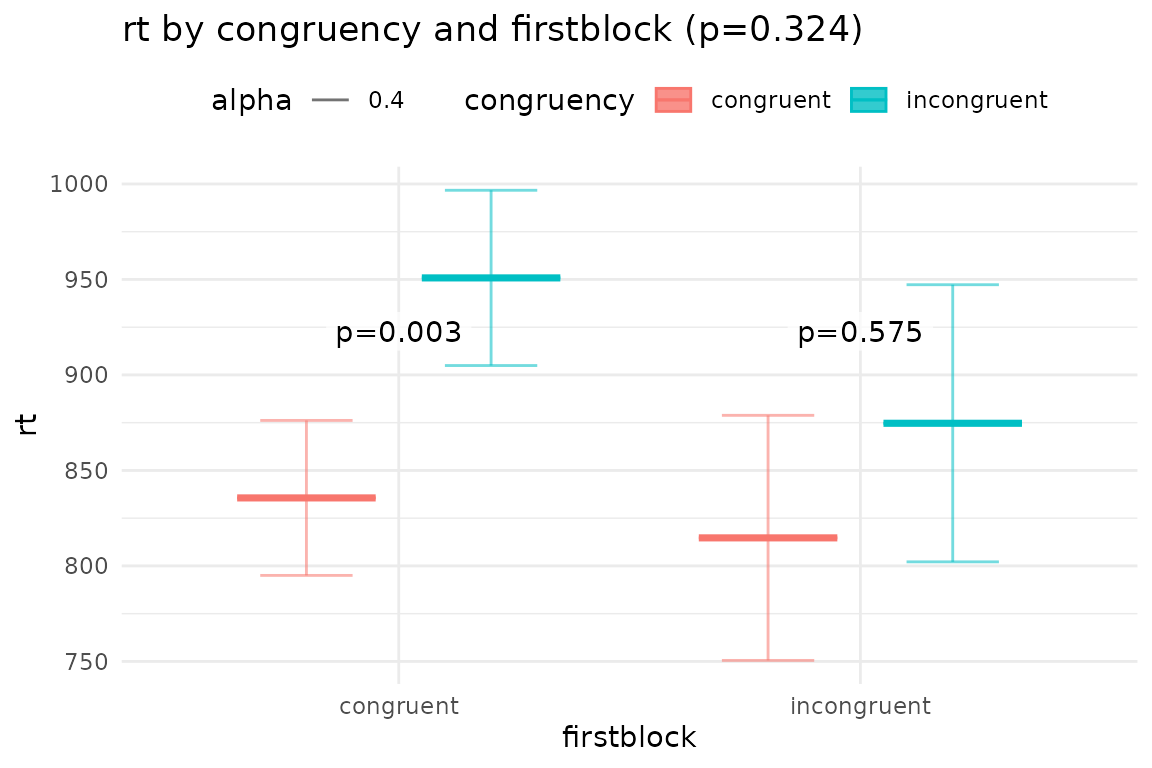 rt by congruency and firstblock (p=0.324)
alpha 0.4 congruency congruent incongruent
1000
950
900
850
800
750
p=0.003 p=0.575
rt
congruent incongruent
firstblock